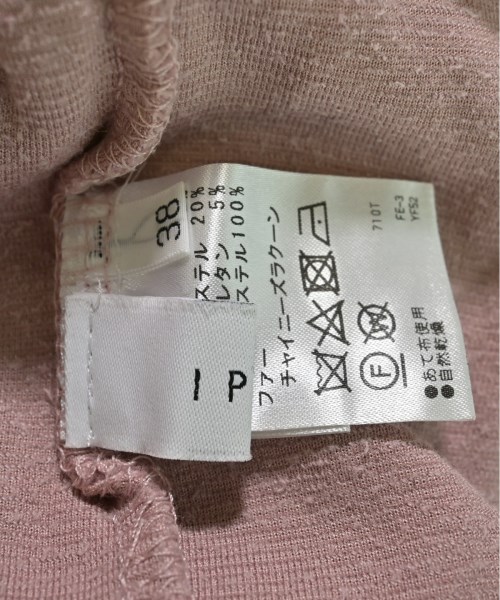 38
ステル 20%
レタン 5%
ステル100%
ファー
チャイニーズラクーン
F
●あて布使用
●自然乾燥
710T
FE-3
YF52
I P